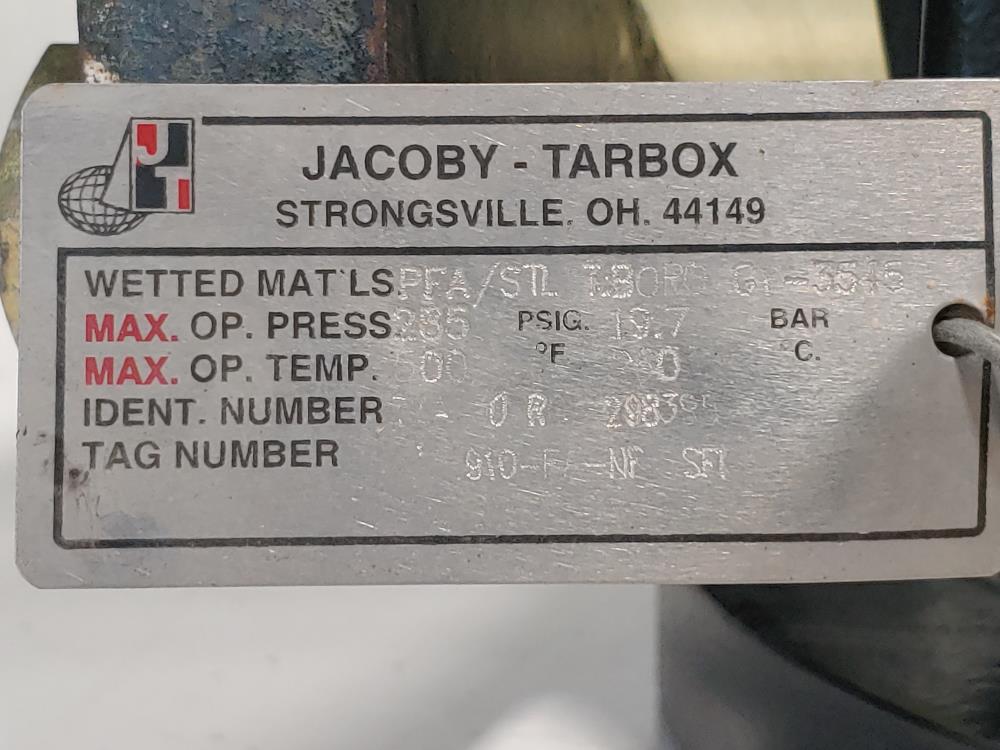 JT
JACOBY - TARBOX
STRONGSVILLE. OH. 44149
WETTED MAT'LS. PFA/STL
MAX. OP. PRESS. 285 PSIG. 19.7 BAR
MAX. OP. TEMP. °F °C.
IDENT. NUMBER
TAG NUMBER